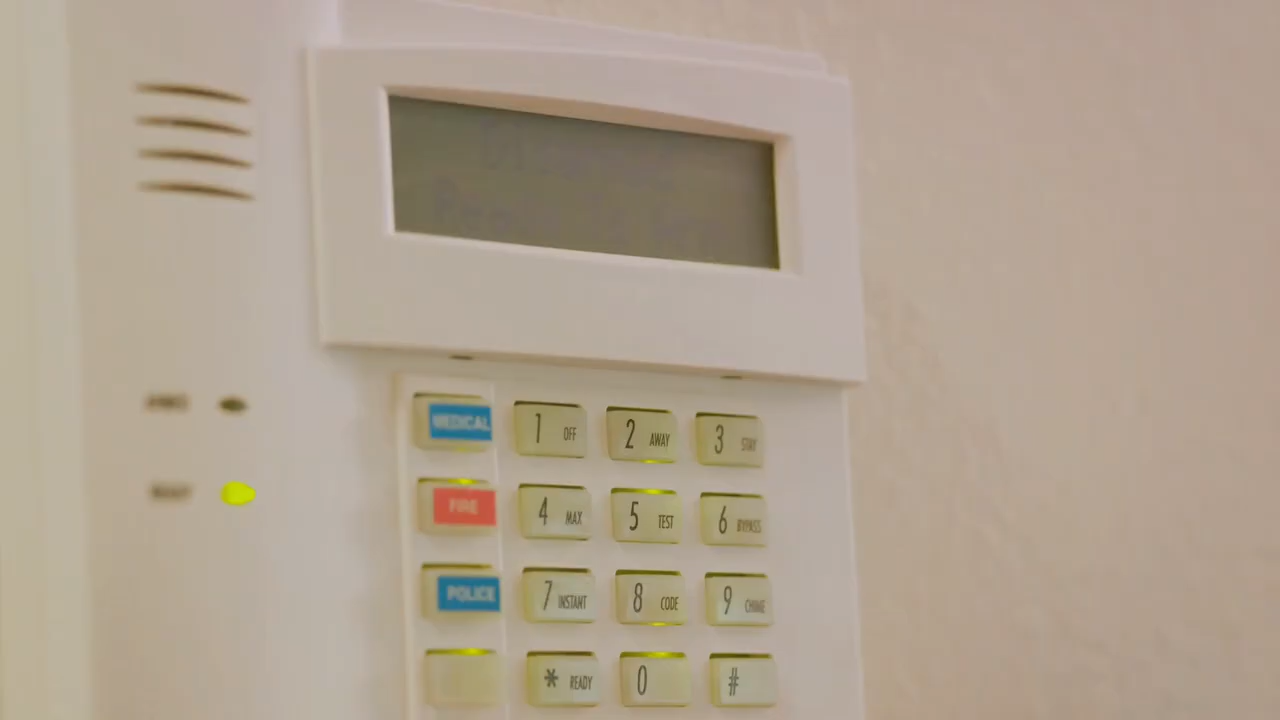 MEDICAL 1 OFF 2 AWAY 3 STAY
FIRE 4 MAX 5 TEST 6 BYPASS
POLICE 7 INSTANT 8 CODE 9 CHIME
* READY 0 #